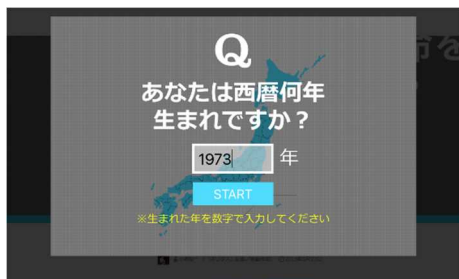 Q
あなたは西暦何年
生まれですか？
1973 年
START
※生まれた年を数字で入力してください